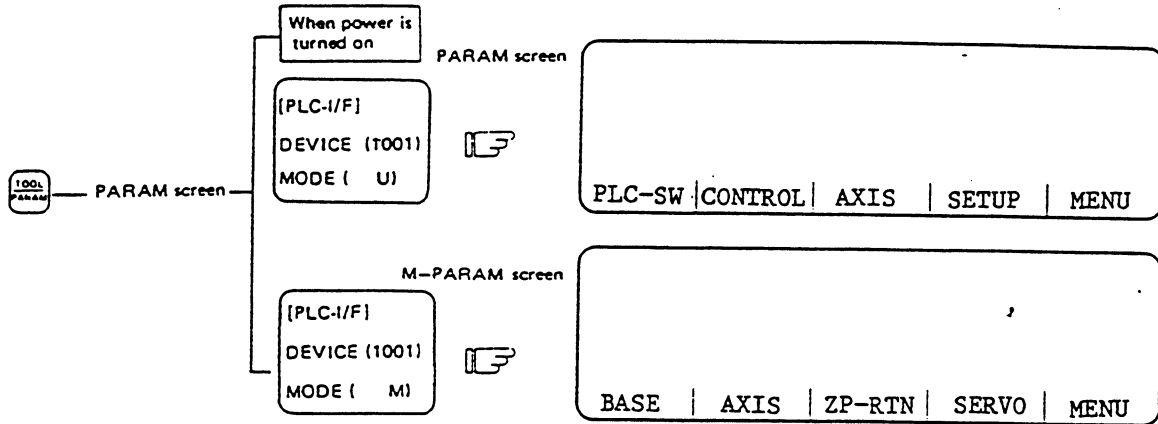 When power is
turned on
PARAM screen
[PLC-I/F]
DEVICE (1001)
MODE ( U)
TOOL
PARAM
PARAM screen
PLC-SW | CONTROL | AXIS | SETUP | MENU
M-PARAM screen
[PLC-I/F]
DEVICE (1001)
MODE ( M)
BASE | AXIS | ZP-RTN | SERVO | MENU